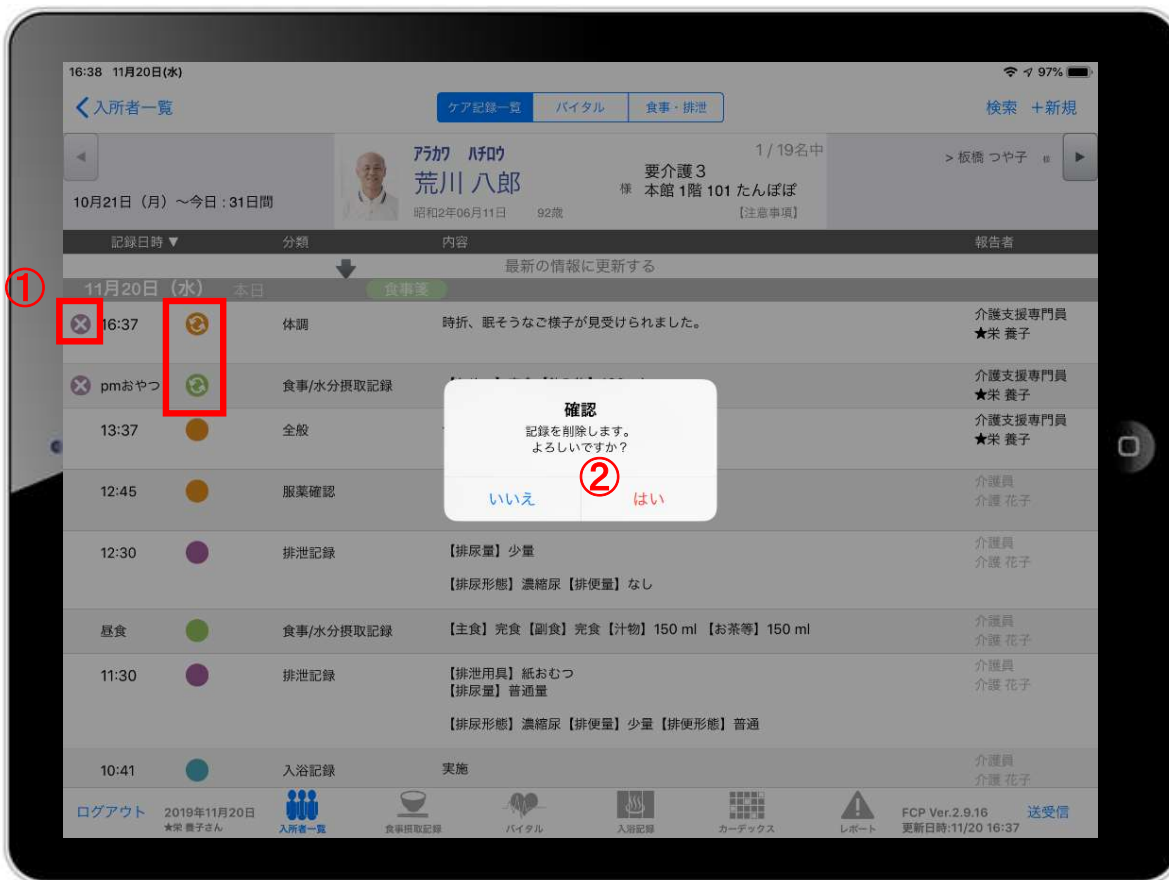 16:38 11月20日(水)
97%
入所者一覧
ケア記録一覧 バイタル 食事・排泄
検索 +新規
アラカワ ハチロウ
荒川 八郎 様
昭和2年06月11日 92歳
要介護3
本館 1階 101 たんぽぽ
【注意事項】
1 / 19名中
> 板橋 つや子 様
10月21日（月）～今日 : 31日間
記録日時 ▼ 分類 内容 報告者
最新の情報に更新する
①
11月20日（水） 本日 食事箋
16:37 体調 時折、眠そうなご様子が見受けられました。 介護支援専門員
★栄 養子
pmおやつ 食事/水分摂取記録 介護支援専門員
★栄 養子
13:37 全般 介護支援専門員
★栄 養子
確認
記録を削除します。
よろしいですか？
②
いいえ はい
12:45 服薬確認 介護員
介護 花子
12:30 排泄記録 【排尿量】少量 介護員
介護 花子
【排尿形態】濃縮尿【排便量】なし
昼食 食事/水分摂取記録 【主食】完食【副食】完食【汁物】150 ml 【お茶等】150 ml 介護員
介護 花子
11:30 排泄記録 【排泄用具】紙おむつ 介護員
【排尿量】普通量 介護 花子
【排尿形態】濃縮尿【排便量】少量【排便形態】普通
10:41 入浴記録 実施 介護員
介護 花子
ログアウト 2019年11月20日
★栄 養子さん
入所者一覧 食事摂取記録 バイタル 入浴記録 カーデックス レポート
FCP Ver.2.9.16
更新日時:11/20 16:37
送受信